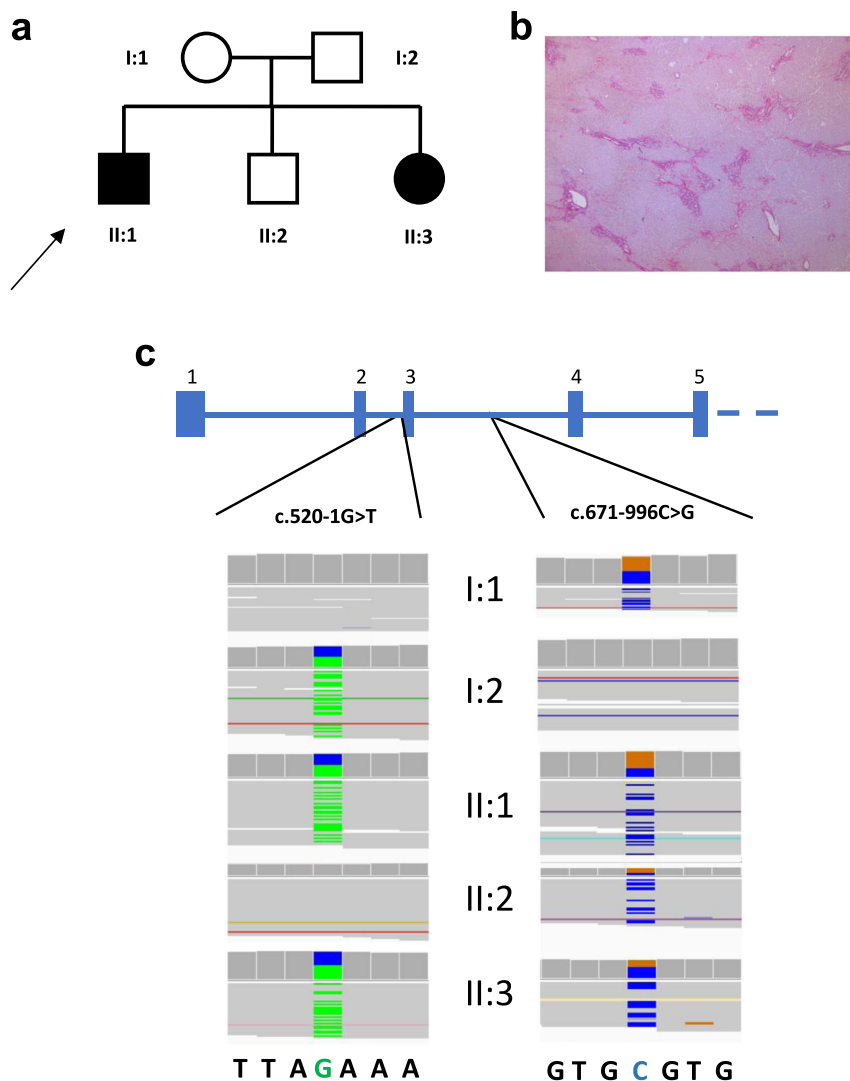 a
b
I:1
I:2
II:1
II:2
II:3
c
1 2 3 4 5
c.520-1G>T
c.671-996C>G
I:1
I:2
II:1
II:2
II:3
T T A G A A A
G T G C G T G